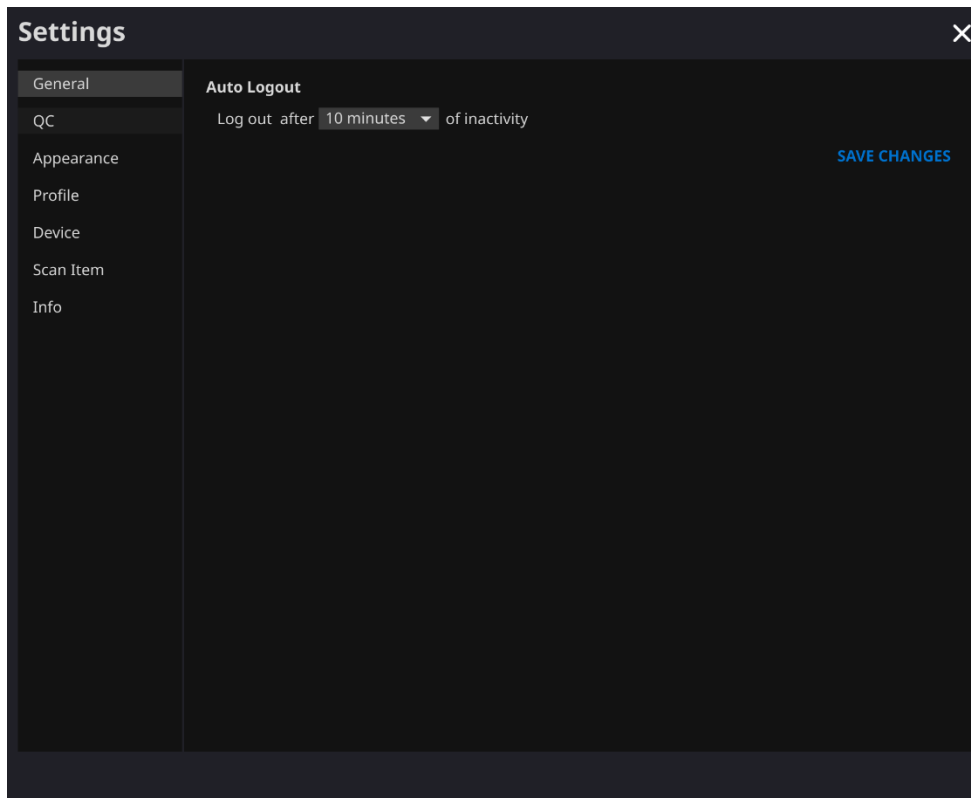 Settings
General
QC
Appearance
Profile
Device
Scan Item
Info
Auto Logout
Log out after 10 minutes of inactivity
SAVE CHANGES